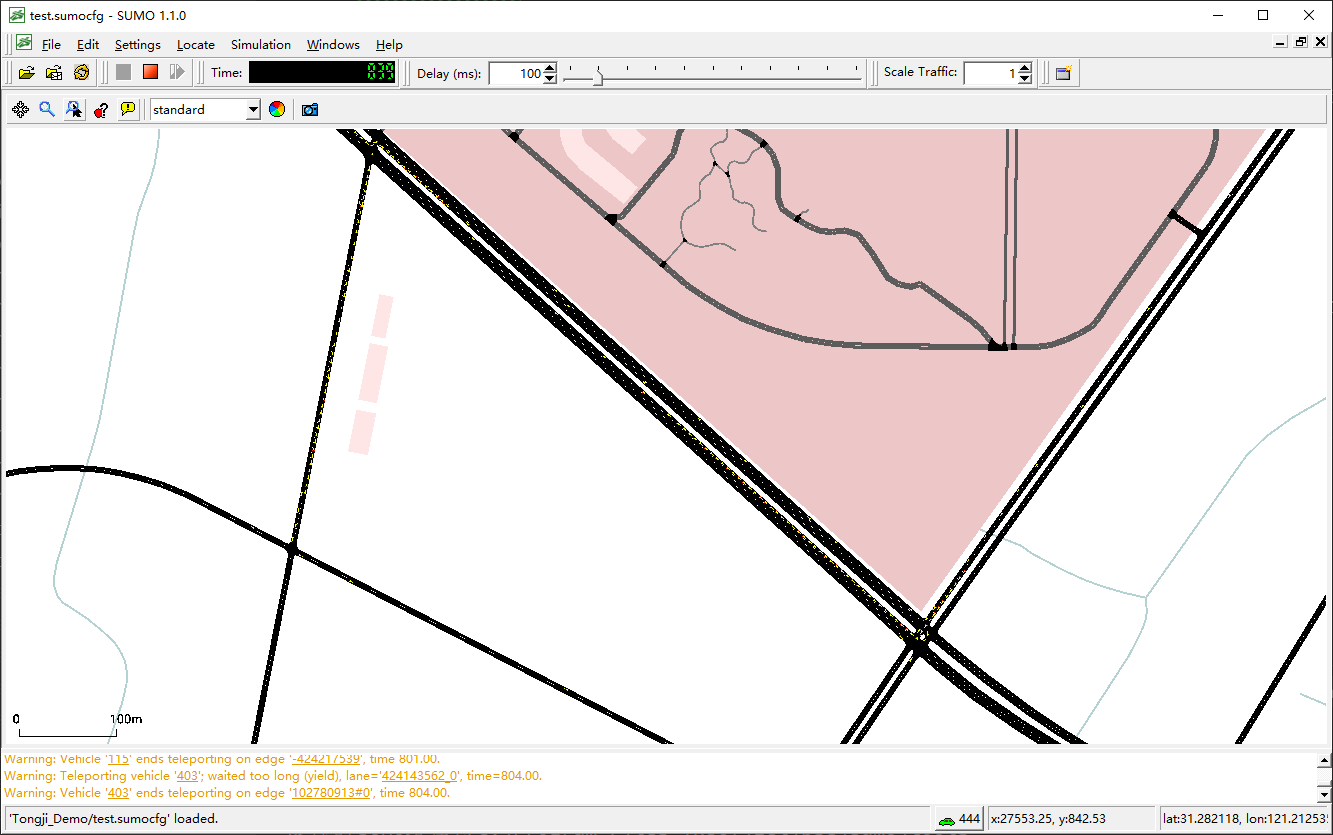 test.sumocfg - SUMO 1.1.0
File Edit Settings Locate Simulation Windows Help
Time: 839 Delay (ms): 100 Scale Traffic: 1
standard
0 100m
Warning: Vehicle '115' ends teleporting on edge '-424217539', time 801.00.
Warning: Teleporting vehicle '403'; waited too long (yield), lane='424143562_0', time=804.00.
Warning: Vehicle '403' ends teleporting on edge '102780913#0', time 804.00.
'Tongji_Demo/test.sumocfg' loaded. 444 x:27553.25, y:842.53 lat:31.282118, lon:121.212535